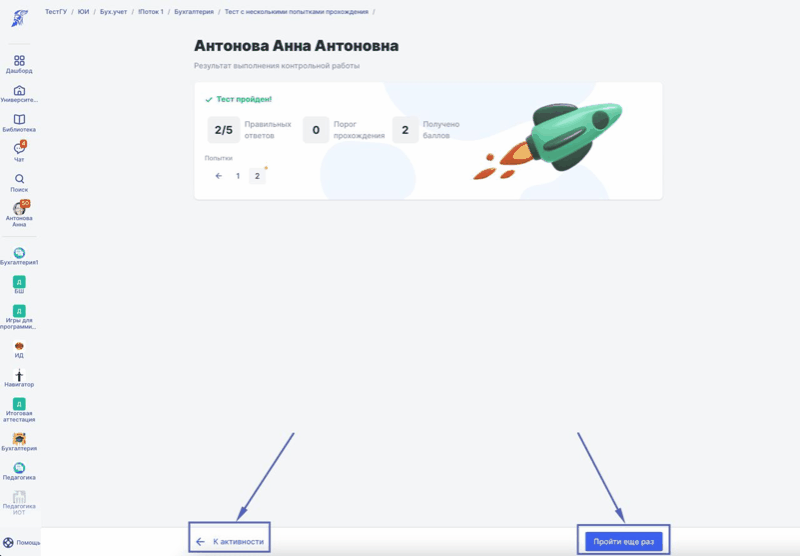 ТестГУ / ЮИ / Бух.учет / !Поток 1 / Бухгалтерия / Тест с несколькими попытками прохождения /
Антонова Анна Антоновна
Результат выполнения контрольной работы
Тест пройден!
2/5 Правильных ответов
0 Порог прохождения
2 Получено баллов
Попытки
← 1 2
Дашборд
Университе...
Библиотека
4
Чат
Поиск
50
Антонова
Анна
Бухгалтерия1
Д
БШ
Д
Игры для
программи...
ИД
Навигатор
Д
Итоговая
аттестация
Бухгалтерия
Педагогика
Педагогика
ИОТ
Помощь
← К активности
Пройти еще раз